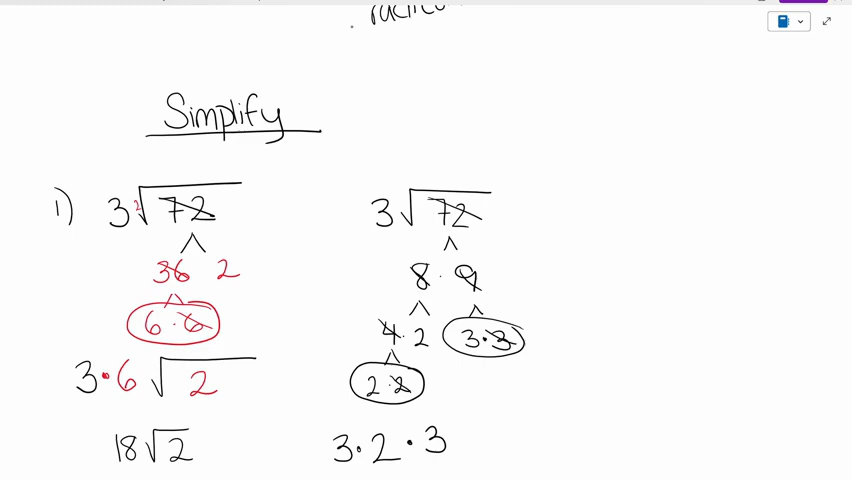 Simplify
1) 3 ²√72 3√72
36 2 8 · 9
6 · 6 4 · 2 3 · 3
3 · 6 √2 2 · 2
18√2 3 · 2 · 3